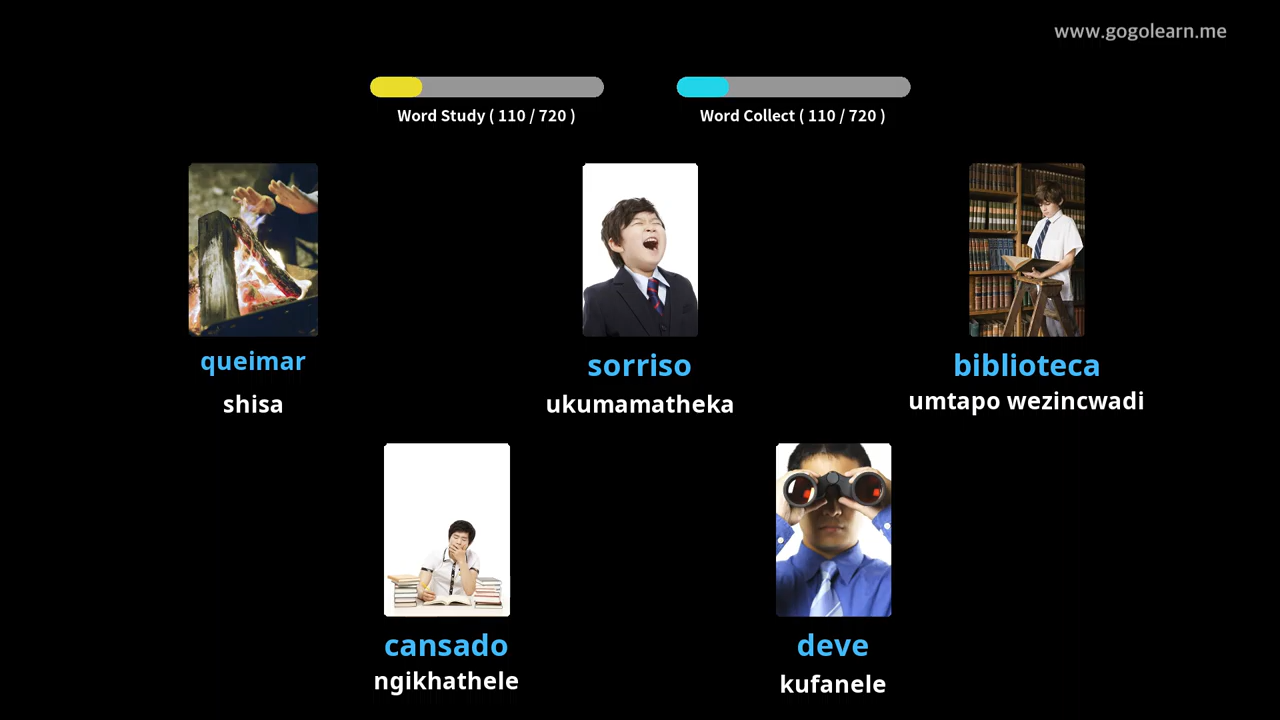 www.gogolearn.me
Word Study ( 110 / 720 )
Word Collect ( 110 / 720 )
queimar
shisa
sorriso
ukumamatheka
biblioteca
umtapo wezincwadi
cansado
ngikhathele
deve
kufanele